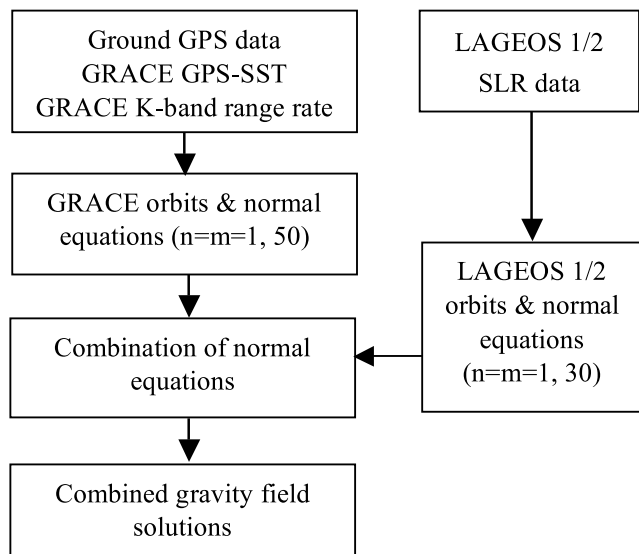 Ground GPS data
GRACE GPS-SST
GRACE K-band range rate
LAGEOS 1/2
SLR data
GRACE orbits & normal
equations (n=m=1, 50)
LAGEOS 1/2
orbits & normal
equations
(n=m=1, 30)
Combination of normal
equations
Combined gravity field
solutions